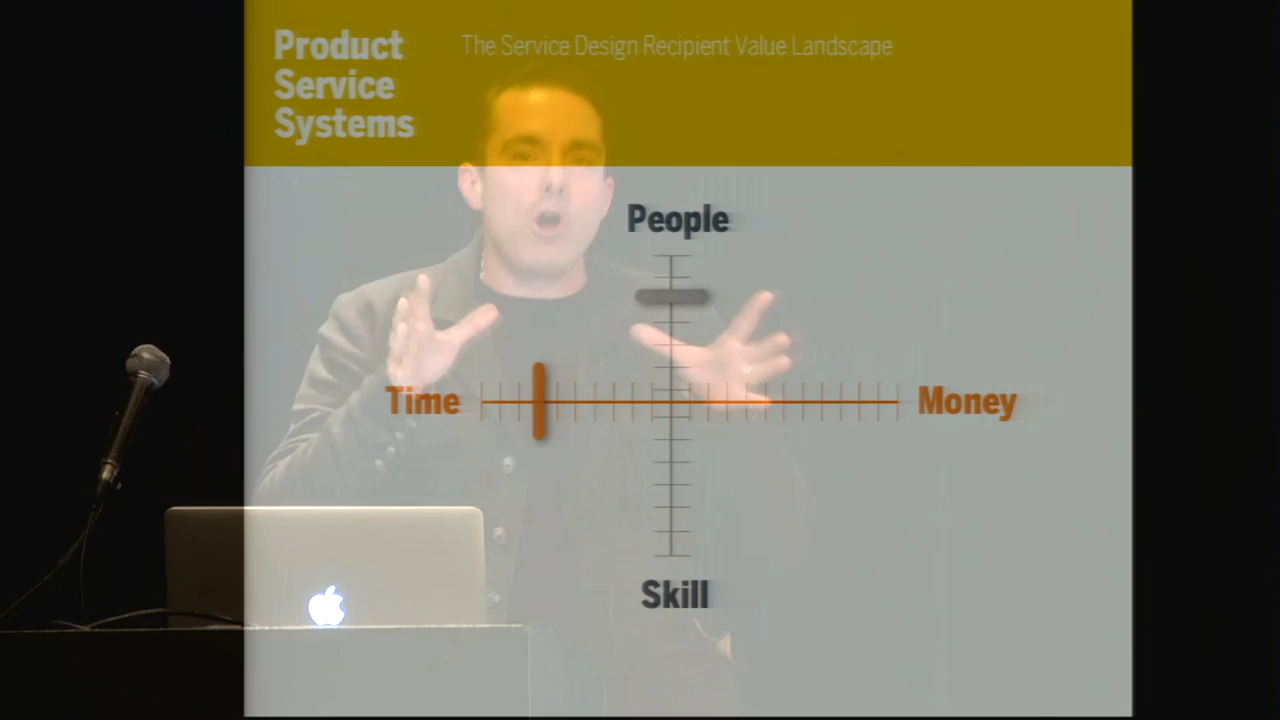 Product
Service
Systems
The Service Design Recipient Value Landscape
People
Time
Money
Skill